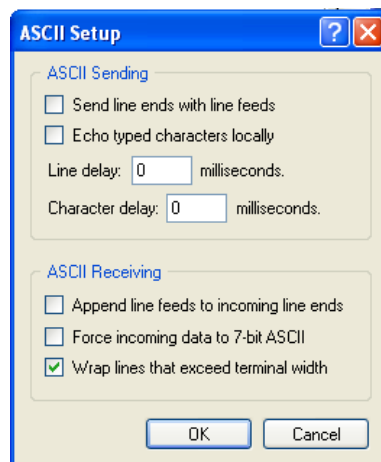 ASCII Setup
ASCII Sending
Send line ends with line feeds
Echo typed characters locally
Line delay: 0 milliseconds.
Character delay: 0 milliseconds.
ASCII Receiving
Append line feeds to incoming line ends
Force incoming data to 7-bit ASCII
Wrap lines that exceed terminal width
OK Cancel